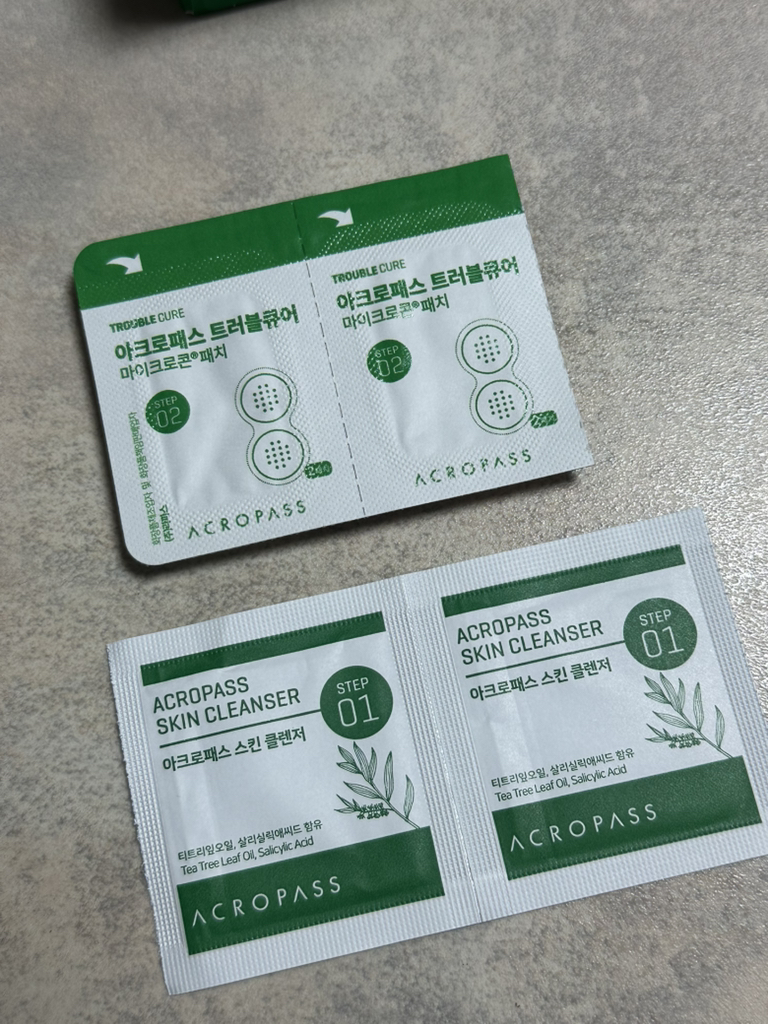 TROUBLE CURE
아크로패스 트러블큐어
마이크로콘®패치
STEP
02
ACROPASS
TROUBLE CURE
아크로패스 트러블큐어
마이크로콘®패치
STEP
02
ACROPASS
ACROPASS
SKIN CLEANSER
STEP
01
아크로패스 스킨 클렌저
티트리잎오일, 살리실릭애씨드 함유
Tea Tree Leaf Oil, Salicylic Acid
ACROPASS
ACROPASS
SKIN CLEANSER
STEP
01
아크로패스 스킨 클렌저
티트리잎오일, 살리실릭애씨드 함유
Tea Tree Leaf Oil, Salicylic Acid
ACROPASS